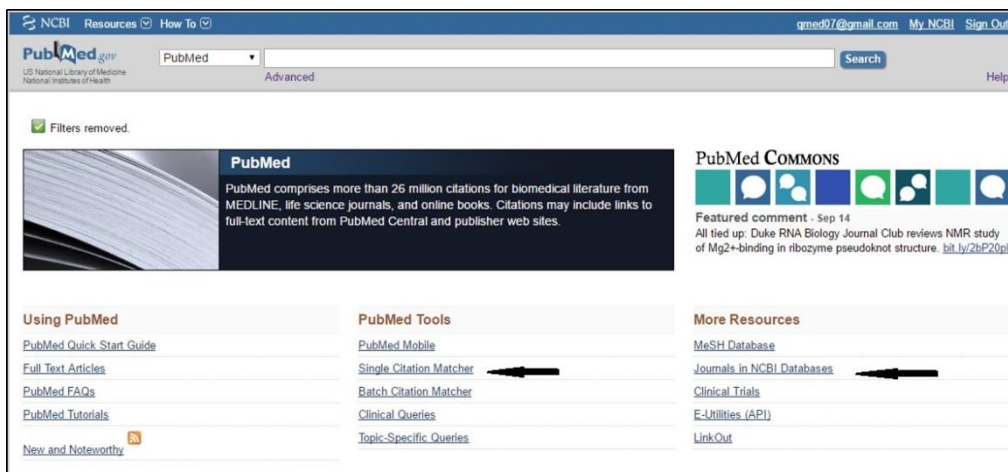 NCBI Resources How To qmed07@gmail.com My NCBI Sign Out
PubMed.gov PubMed Search
US National Library of Medicine
National Institutes of Health
Advanced Help
Filters removed.
PubMed
PubMed comprises more than 26 million citations for biomedical literature from
MEDLINE, life science journals, and online books. Citations may include links to
full-text content from PubMed Central and publisher web sites.
PubMed COMMONS
Featured comment - Sep 14
All tied up: Duke RNA Biology Journal Club reviews NMR study
of Mg2+-binding in ribozyme pseudoknot structure. bit.ly/2bP20p
Using PubMed
PubMed Quick Start Guide
Full Text Articles
PubMed FAQs
PubMed Tutorials
New and Noteworthy
PubMed Tools
PubMed Mobile
Single Citation Matcher
Batch Citation Matcher
Clinical Queries
Topic-Specific Queries
More Resources
MeSH Database
Journals in NCBI Databases
Clinical Trials
E-Utilities (API)
LinkOut